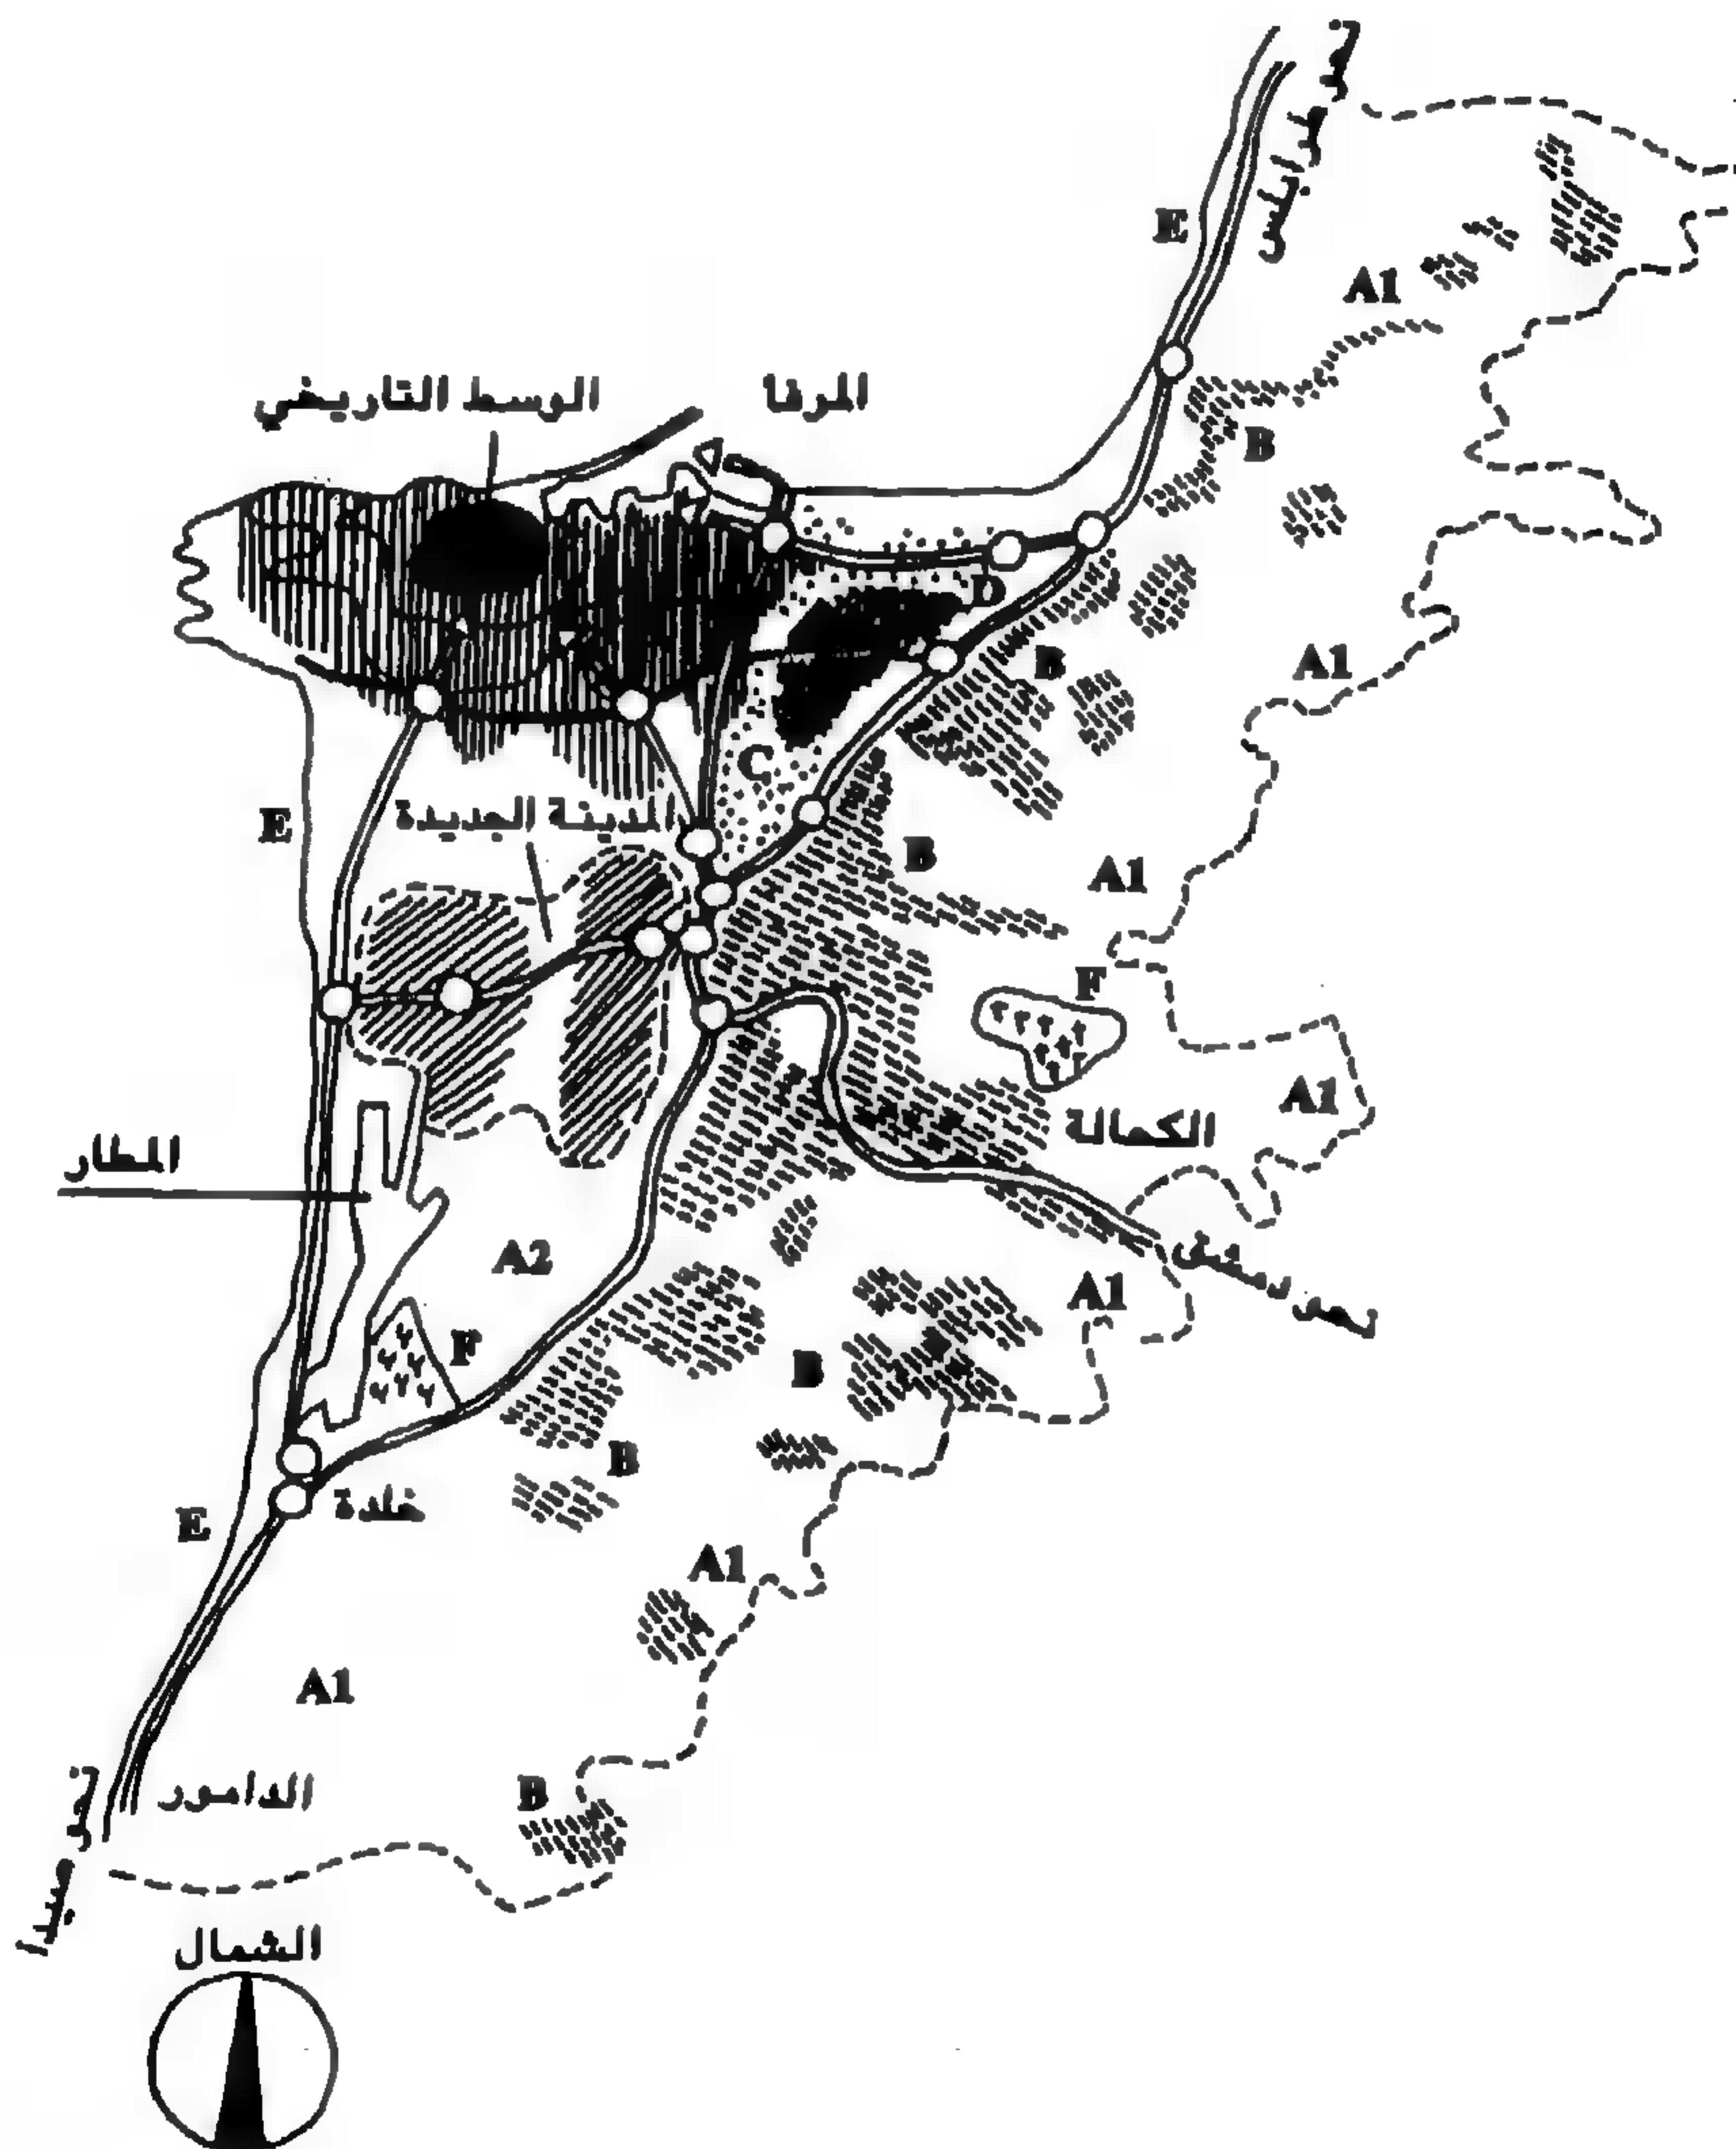 نحو طرابلس
E
A1
المرفا
الوسط التاريخي
B
D
B
A1
C
المدينة الجديدة
E
B
A1
F
A1
الكحالة
المطار
نحو دمشق
A2
A1
F
B
B
خلدة
E
A1
A1
الدامور
B
نحو صيدا
الشمال